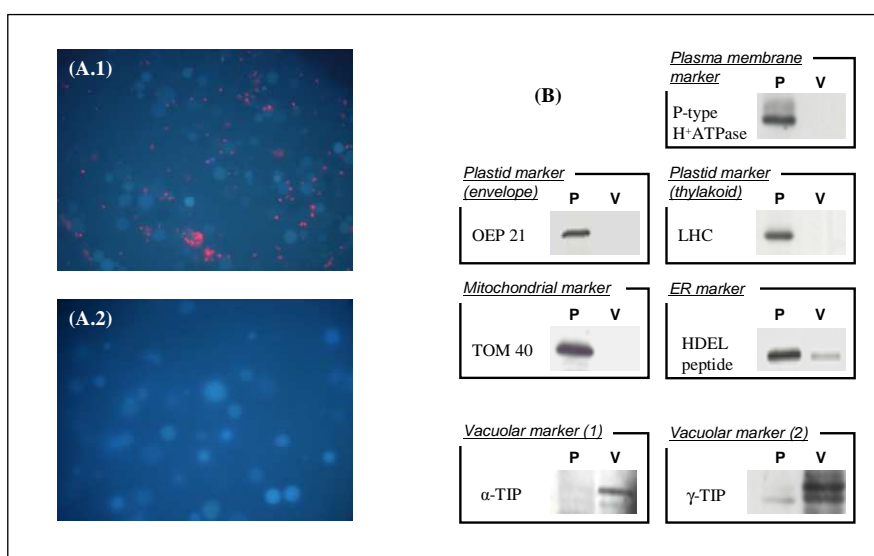 (A.1)
(A.2)
(B)
Plasma membrane
marker
P V
P-type
H⁺ATPase
Plastid marker
(envelope)
P V
OEP 21
Plastid marker
(thylakoid)
P V
LHC
Mitochondrial marker
P V
TOM 40
ER marker
P V
HDEL
peptide
Vacuolar marker (1)
P V
α-TIP
Vacuolar marker (2)
P V
γ-TIP